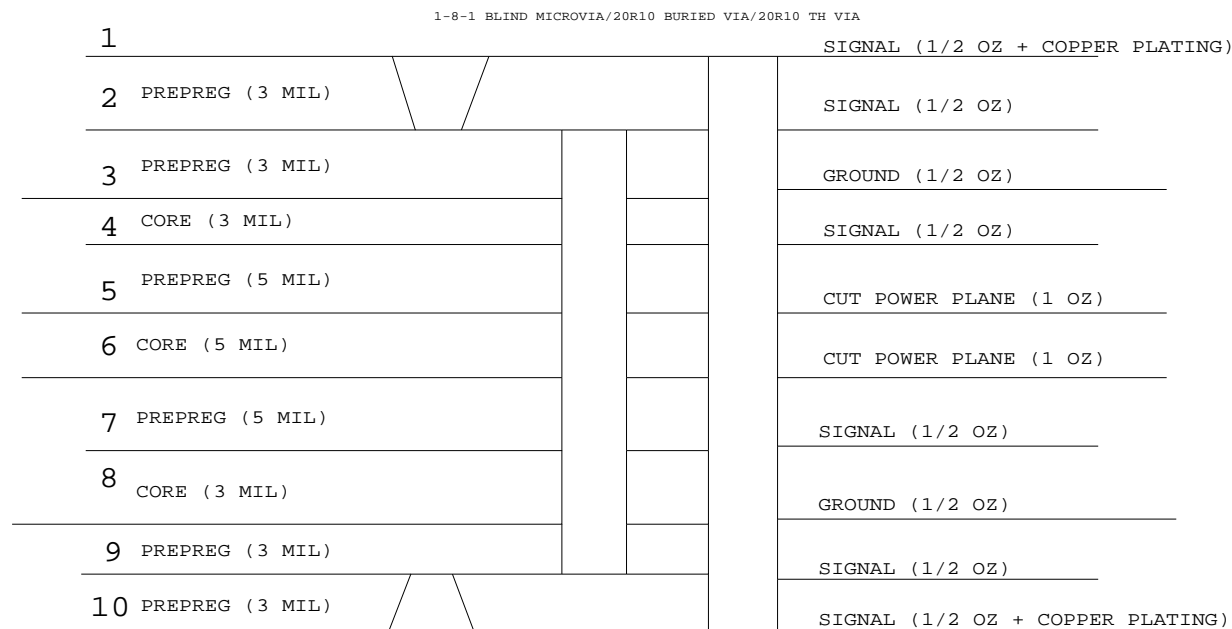 1-8-1 BLIND MICROVIA/20R10 BURIED VIA/20R10 TH VIA
1
SIGNAL (1/2 OZ + COPPER PLATING)
2 PREPREG (3 MIL)
SIGNAL (1/2 OZ)
3 PREPREG (3 MIL)
GROUND (1/2 OZ)
4 CORE (3 MIL)
SIGNAL (1/2 OZ)
5 PREPREG (5 MIL)
CUT POWER PLANE (1 OZ)
6 CORE (5 MIL)
CUT POWER PLANE (1 OZ)
7 PREPREG (5 MIL)
SIGNAL (1/2 OZ)
8 CORE (3 MIL)
GROUND (1/2 OZ)
9 PREPREG (3 MIL)
SIGNAL (1/2 OZ)
10 PREPREG (3 MIL)
SIGNAL (1/2 OZ + COPPER PLATING)